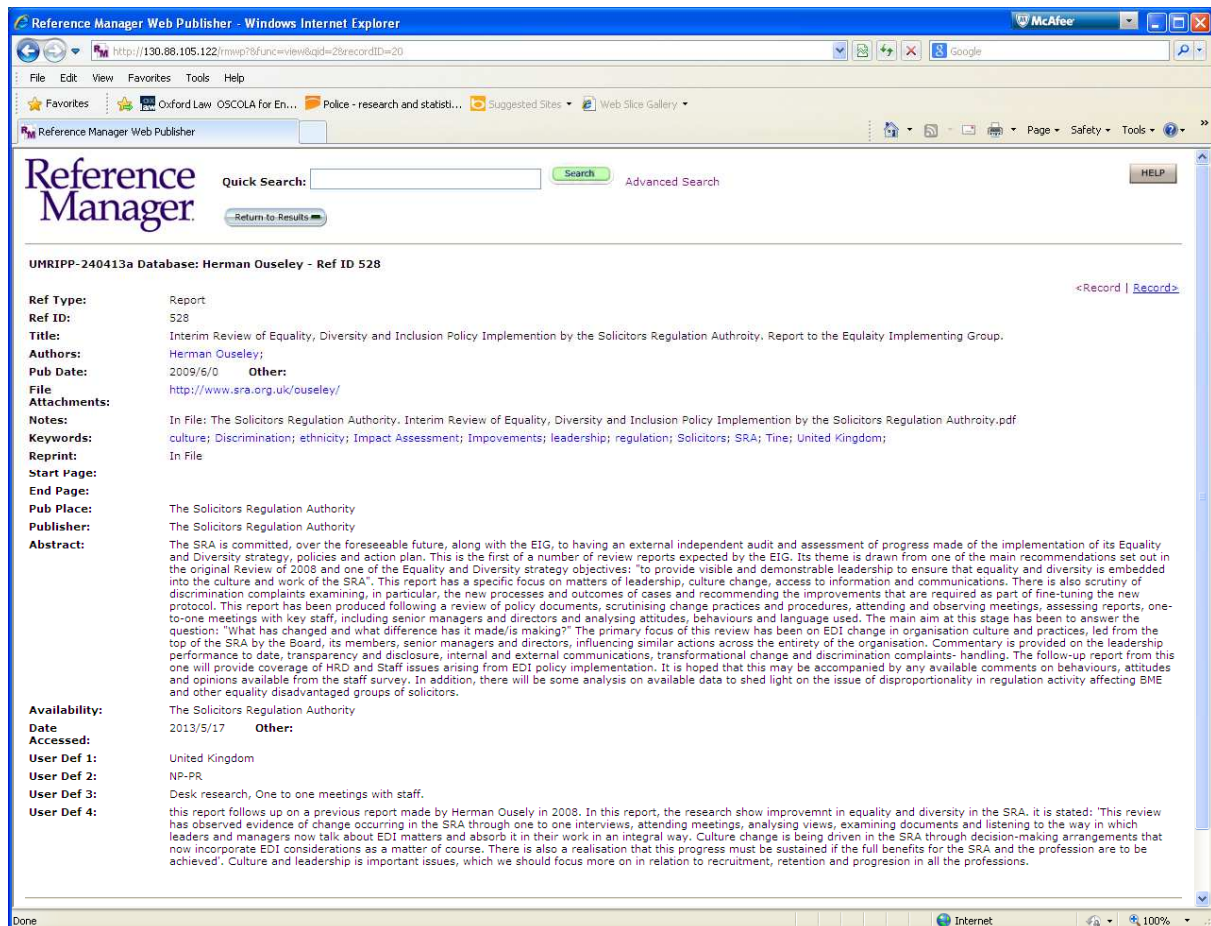 Reference Manager Web Publisher - Windows Internet Explorer
McAfee
http://130.88.105.122/rmwp?&func=view&qid=2&recordID=20
Google
File Edit View Favorites Tools Help
Favorites Oxford Law OSCOLA for En... Police - research and statisti... Suggested Sites Web Slice Gallery
Reference Manager Web Publisher
Page Safety Tools »
Reference Manager
Quick Search: Search Advanced Search
HELP
Return to Results
UMRIPP-240413a Database: Herman Ouseley - Ref ID 528
<Record | Record>
Ref Type: Report
Ref ID: 528
Title: Interim Review of Equality, Diversity and Inclusion Policy Implemention by the Solicitors Regulation Authroity. Report to the Equlaity Implementing Group.
Authors: Herman Ouseley;
Pub Date: 2009/6/0 Other:
File Attachments: http://www.sra.org.uk/ouseley/
Notes: In File: The Solicitors Regulation Authority. Interim Review of Equality, Diversity and Inclusion Policy Implemention by the Solicitors Regulation Authroity.pdf
Keywords: culture; Discrimination; ethnicity; Impact Assessment; Impovements; leadership; regulation; Solicitors; SRA; Tine; United Kingdom;
Reprint: In File
Start Page:
End Page:
Pub Place: The Solicitors Regulation Authority
Publisher: The Solicitors Regulation Authority
Abstract: The SRA is committed, over the foreseeable future, along with the EIG, to having an external independent audit and assessment of progress made of the implementation of its Equality
and Diversity strategy, policies and action plan. This is the first of a number of review reports expected by the EIG. Its theme is drawn from one of the main recommendations set out in
the original Review of 2008 and one of the Equality and Diversity strategy objectives: "to provide visible and demonstrable leadership to ensure that equality and diversity is embedded
into the culture and work of the SRA". This report has a specific focus on matters of leadership, culture change, access to information and communications. There is also scrutiny of
discrimination complaints examining, in particular, the new processes and outcomes of cases and recommending the improvements that are required as part of fine-tuning the new
protocol. This report has been produced following a review of policy documents, scrutinising change practices and procedures, attending and observing meetings, assessing reports, one-
to-one meetings with key staff, including senior managers and directors and analysing attitudes, behaviours and language used. The main aim at this stage has been to answer the
question: "What has changed and what difference has it made/is making?" The primary focus of this review has been on EDI change in organisation culture and practices, led from the
top of the SRA by the Board, its members, senior managers and directors, influencing similar actions across the entirety of the organisation. Commentary is provided on the leadership
performance to date, transparency and disclosure, internal and external communications, transformational change and discrimination complaints- handling. The follow-up report from this
one will provide coverage of HRD and Staff issues arising from EDI policy implementation. It is hoped that this may be accompanied by any available comments on behaviours, attitudes
and opinions available from the staff survey. In addition, there will be some analysis on available data to shed light on the issue of disproportionality in regulation activity affecting BME
and other equality disadvantaged groups of solicitors.
Availability: The Solicitors Regulation Authority
Date Accessed: 2013/5/17 Other:
User Def 1: United Kingdom
User Def 2: NP-PR
User Def 3: Desk research, One to one meetings with staff.
User Def 4: this report follows up on a previous report made by Herman Ousely in 2008. In this report, the research show improvemnt in equality and diversity in the SRA. it is stated: 'This review
has observed evidence of change occurring in the SRA through one to one interviews, attending meetings, analysing views, examining documents and listening to the way in which
leaders and managers now talk about EDI matters and absorb it in their work in an integral way. Culture change is being driven in the SRA through decision-making arrangements that
now incorporate EDI considerations as a matter of course. There is also a realisation that this progress must be sustained if the full benefits for the SRA and the profession are to be
achieved'. Culture and leadership is important issues, which we should focus more on in relation to recruitment, retention and progresion in all the professions.
Done Internet 100%